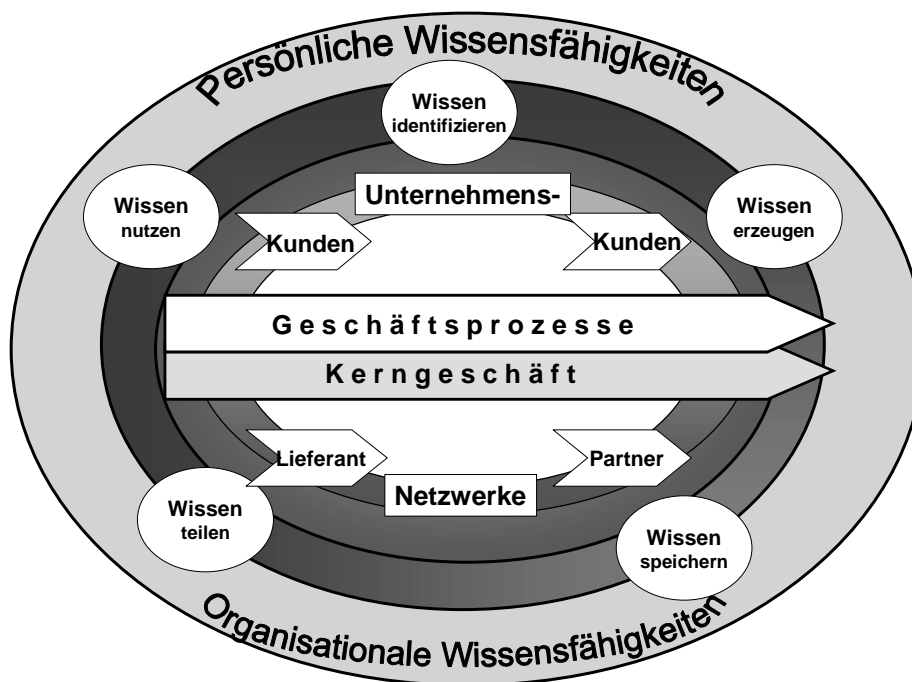 Persönliche Wissensfähigkeiten
Wissen
identifizieren
Wissen
nutzen
Unternehmens-
Wissen
erzeugen
Kunden
Kunden
Geschäftsprozesse
Kerngeschäft
Lieferant
Partner
Netzwerke
Wissen
teilen
Wissen
speichern
Organisationale Wissensfähigkeiten